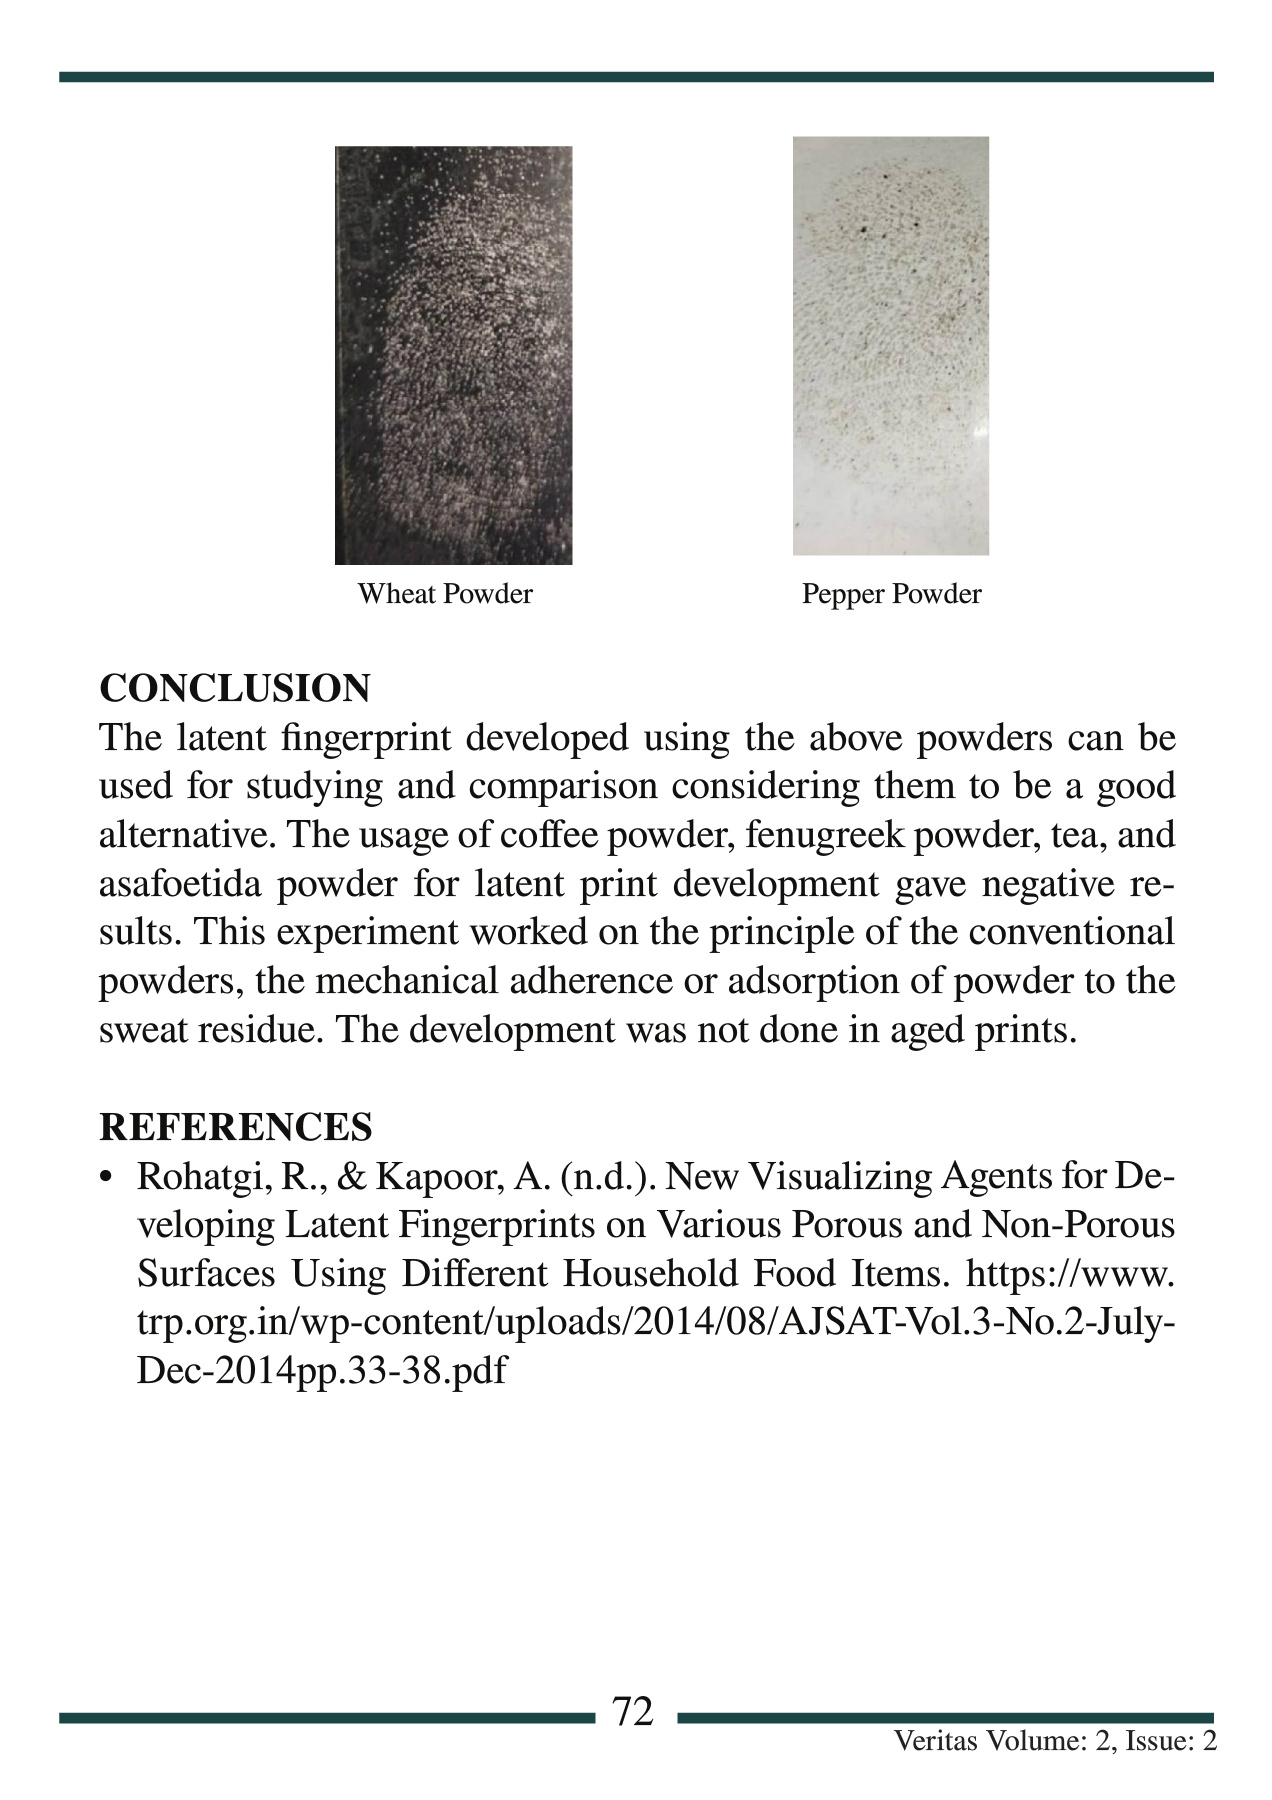 Wheat Powder
Pepper Powder
CONCLUSION
The latent fingerprint developed using the above powders can be
used for studying and comparison considering them to be a good
alternative. The usage of coffee powder, fenugreek powder, tea, and
asafoetida powder for latent print development gave negative re-
sults. This experiment worked on the principle of the conventional
powders, the mechanical adherence or adsorption of powder to the
sweat residue. The development was not done in aged prints.
REFERENCES
• Rohatgi, R., & Kapoor, A. (n.d.). New Visualizing Agents for De-
veloping Latent Fingerprints on Various Porous and Non-Porous
Surfaces Using Different Household Food Items. https://www.
trp.org.in/wp-content/uploads/2014/08/AJSAT-Vol.3-No.2-July-
Dec-2014pp.33-38.pdf
72
Veritas Volume: 2, Issue: 2